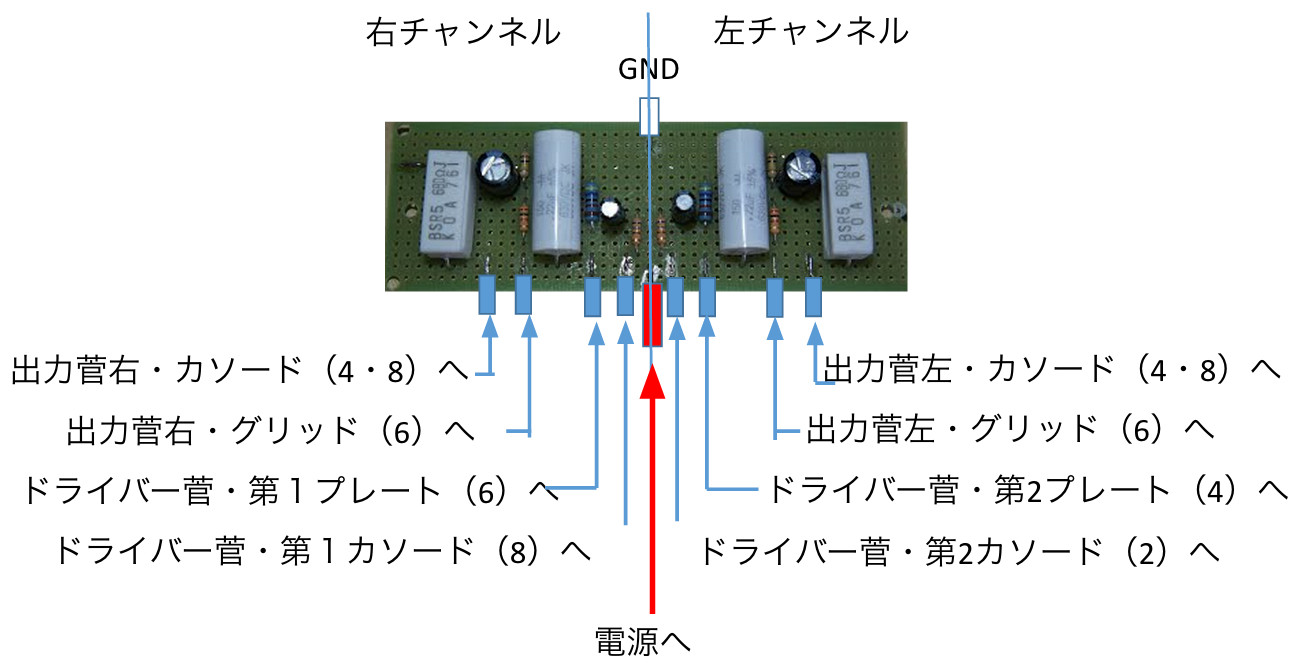 右チャンネル
左チャンネル
GND
BSR5 680ΩJ
KOA 761
BSR5 680ΩJ
KOA 761
出力菅右・カソード（4・8）へ
出力菅左・カソード（4・8）へ
出力菅右・グリッド（6）へ
出力菅左・グリッド（6）へ
ドライバー菅・第１プレート（6）へ
ドライバー菅・第2プレート（4）へ
ドライバー菅・第１カソード（8）へ
ドライバー菅・第2カソード（2）へ
電源へ